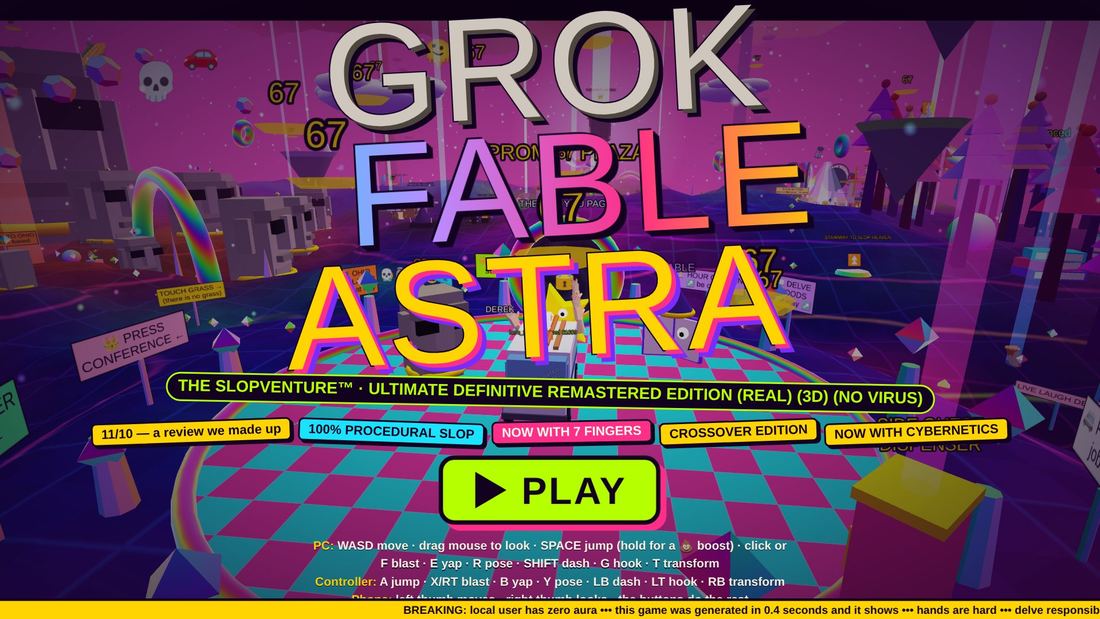 GROK
FABLE
ASTRA
THE SLOPVENTURE™ · ULTIMATE DEFINITIVE REMASTERED EDITION (REAL) (3D) (NO VIRUS)
11/10 — a review we made up
100% PROCEDURAL SLOP
NOW WITH 7 FINGERS
CROSSOVER EDITION
NOW WITH CYBERNETICS
PLAY
PC: WASD move · drag mouse to look · SPACE jump (hold for a boost) · click or
F blast · E yap · R pose · SHIFT dash · G hook · T transform
Controller: A jump · X/RT blast · B yap · Y pose · LB dash · LT hook · RB transform
BREAKING: local user has zero aura ••• this game was generated in 0.4 seconds and it shows ••• hands are hard ••• delve responsib
67
67
67
67
67
67
TOUCH GRASS →
(there is no grass)
PRESS
CONFERENCE ←
DEREK
DELVE
LIVE LAUGH DE
DISPENSER